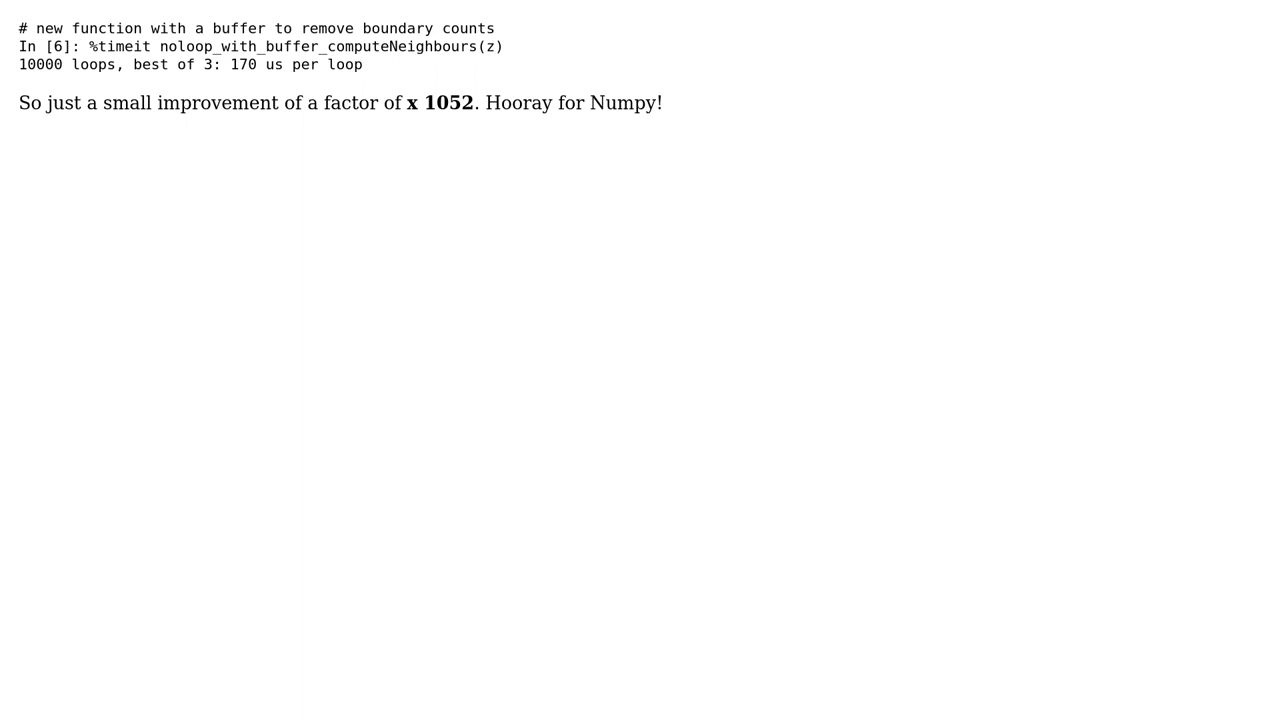 # new function with a buffer to remove boundary counts
In [6]: %timeit noloop_with_buffer_computeNeighbours(z)
10000 loops, best of 3: 170 us per loop
So just a small improvement of a factor of x 1052. Hooray for Numpy!